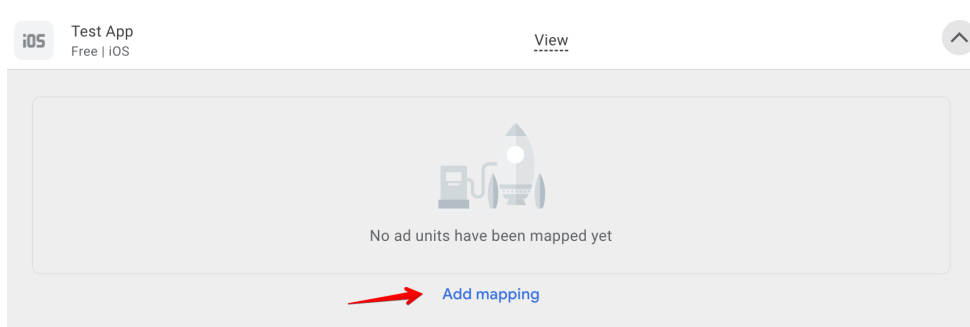 iOS
Test App
Free | iOS
View
No ad units have been mapped yet
Add mapping